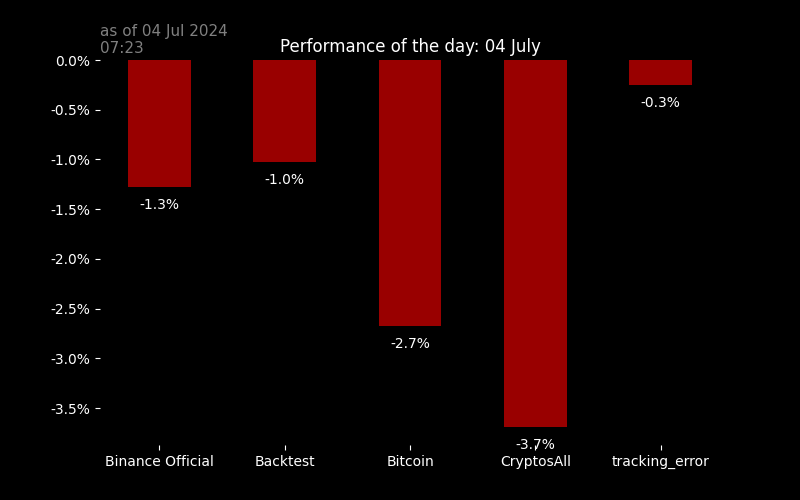 as of 04 Jul 2024
07:23
Performance of the day: 04 July
0.0%
-0.5%
-1.0%
-1.5%
-2.0%
-2.5%
-3.0%
-3.5%
-1.3%
-1.0%
-2.7%
-3.7%
-0.3%
Binance Official
Backtest
Bitcoin
CryptosAll
tracking_error